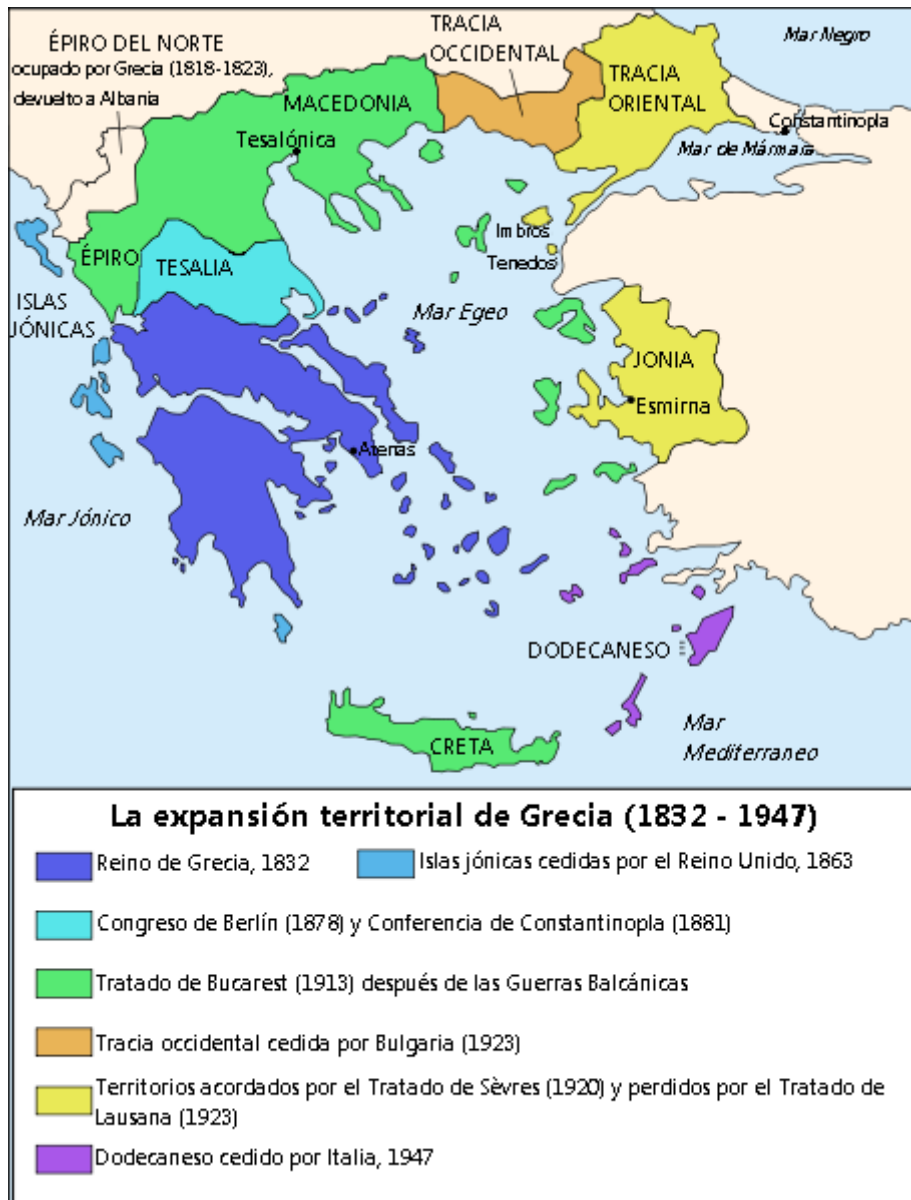 ÉPIRO DEL NORTE
ocupado por Grecia (1818-1823),
devuelto a Albania
TRACIA
OCCIDENTAL
Mar Negro
TRACIA
ORIENTAL
MACEDONIA
Constantinopla
Tesalónica
Mar de Mármara
Imbros
Tenedos
ÉPIRO
TESALIA
ISLAS
JÓNICAS
Mar Egeo
JONIA
Esmirna
Atenas
Mar Jónico
DODECANESO
Mar
Mediterraneo
CRETA
La expansión territorial de Grecia (1832 - 1947)
Reino de Grecia, 1832
Islas jónicas cedidas por el Reino Unido, 1863
Congreso de Berlín (1878) y Conferencia de Constantinopla (1881)
Tratado de Bucarest (1913) después de las Guerras Balcánicas
Tracia occidental cedida por Bulgaria (1923)
Territorios acordados por el Tratado de Sèvres (1920) y perdidos por el Tratado de
Lausana (1923)
Dodecaneso cedido por Italia, 1947